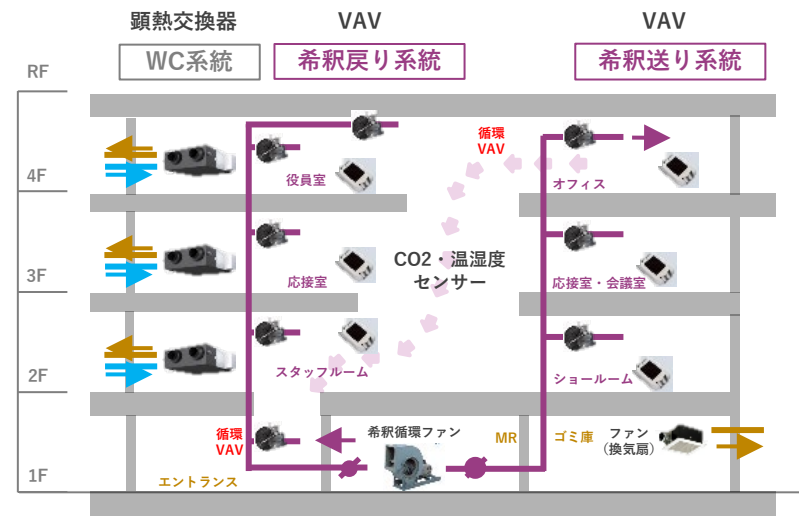 顕熱交換器
VAV
VAV
WC系統
希釈戻り系統
希釈送り系統
RF
循環
VAV
4F
役員室
オフィス
CO2・温湿度
センサー
3F
応接室
応接室・会議室
2F
スタッフルーム
ショールーム
循環
VAV
希釈循環ファン
MR
ゴミ庫
ファン
（換気扇）
1F
エントランス